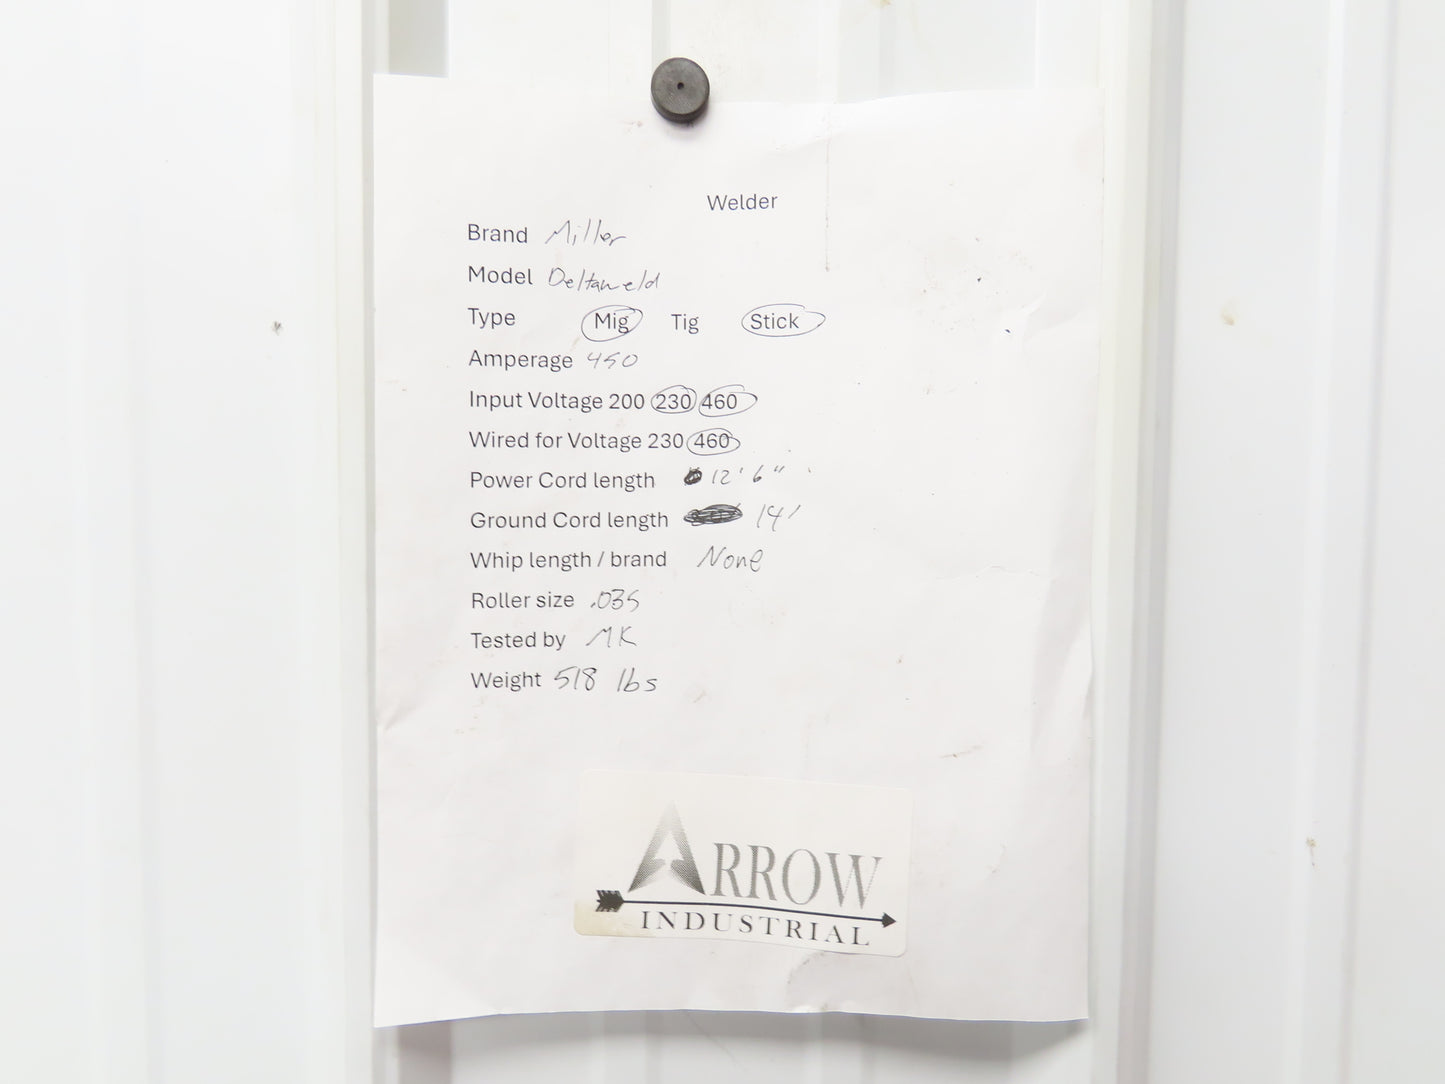 Welder
Brand Miller
Model Deltaweld
Type Mig Tig Stick
Amperage 450
Input Voltage 200 230 460
Wired for Voltage 230 460
Power Cord length 12' 6"
Ground Cord length 14'
Whip length / brand None
Roller size .035
Tested by MK
Weight 518 lbs
ARROW
INDUSTRIAL